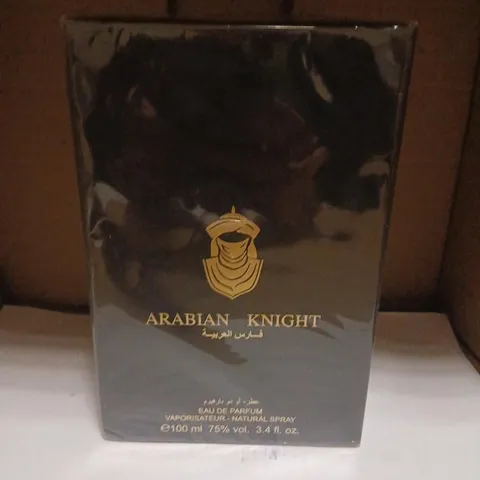 ARABIAN KNIGHT
فارس العربية
عطر، أو دو بارفيوم
EAU DE PARFUM
VAPORISATEUR - NATURAL SPRAY
℮100 ml 75% vol. 3.4 fl. oz.